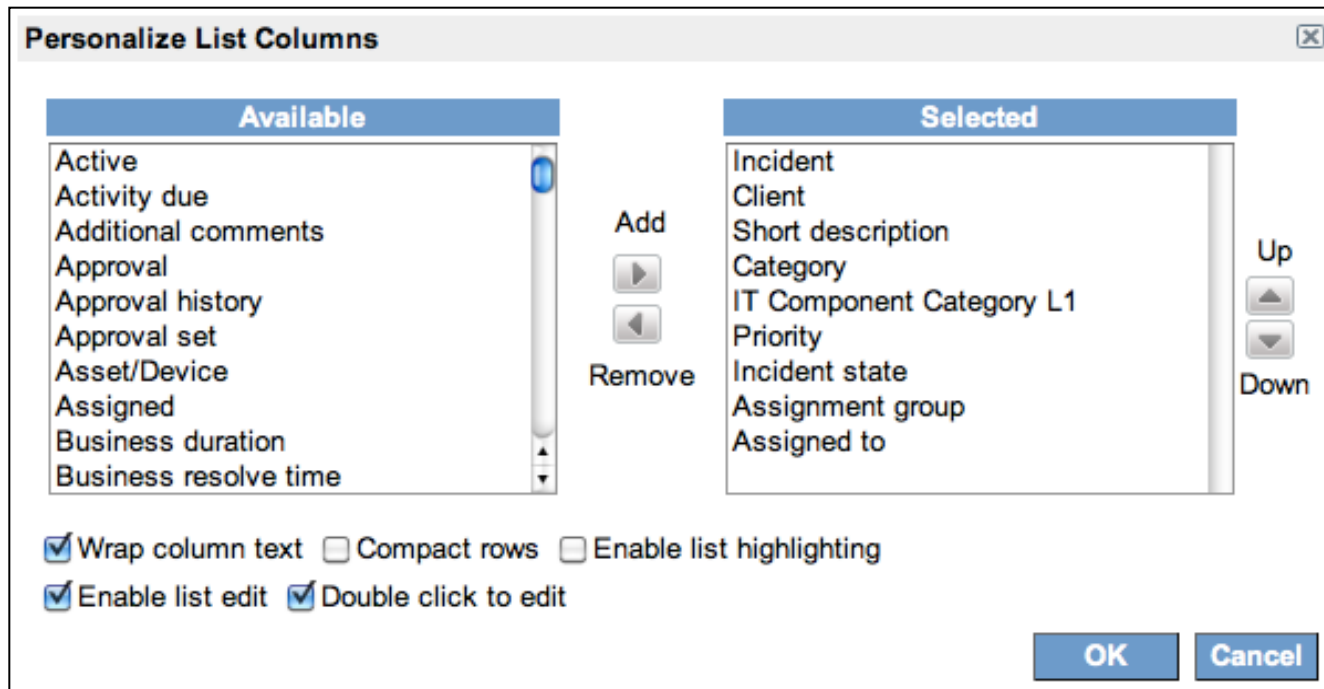 Personalize List Columns
Available
Active
Activity due
Additional comments
Approval
Approval history
Approval set
Asset/Device
Assigned
Business duration
Business resolve time
Add
Remove
Selected
Incident
Client
Short description
Category
IT Component Category L1
Priority
Incident state
Assignment group
Assigned to
Up
Down
Wrap column text Compact rows Enable list highlighting
Enable list edit Double click to edit
OK Cancel